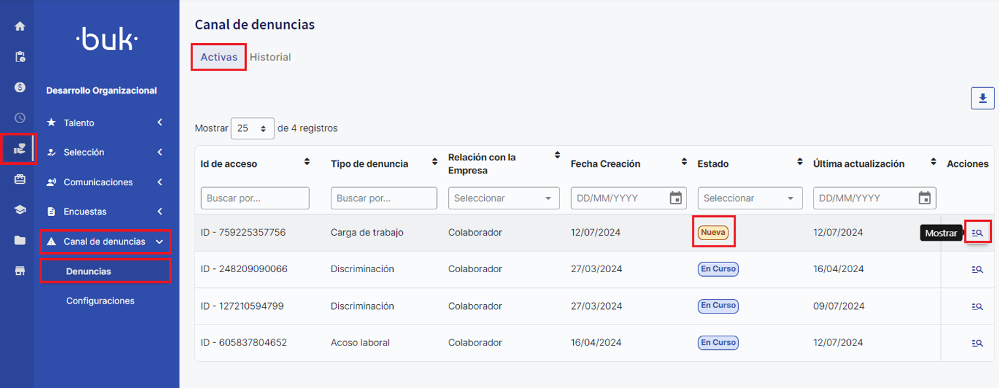 ·buk·
Desarrollo Organizacional
Talento
Selección
Comunicaciones
Encuestas
Canal de denuncias
Denuncias
Configuraciones
Canal de denuncias
Activas Historial
Mostrar 25 de 4 registros
Id de acceso Tipo de denuncia Relación con la Empresa Fecha Creación Estado Última actualización Acciones
Buscar por... Buscar por... Seleccionar DD/MM/YYYY Seleccionar DD/MM/YYYY
ID - 759225357756 Carga de trabajo Colaborador 12/07/2024 Nueva 12/07/2024 Mostrar
ID - 248209090066 Discriminación Colaborador 27/03/2024 En Curso 16/04/2024
ID - 127210594799 Discriminación Colaborador 27/03/2024 En Curso 09/07/2024
ID - 605837804652 Acoso laboral Colaborador 16/04/2024 En Curso 12/07/2024